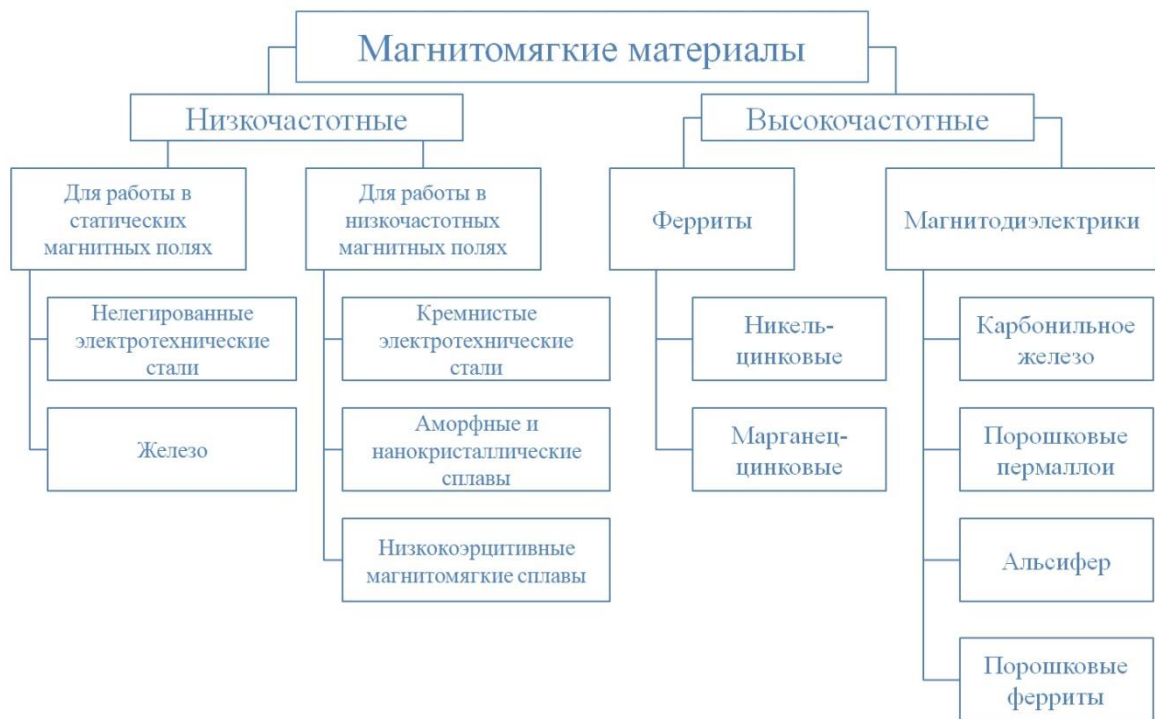 Магнитомягкие материалы
Низкочастотные
Высокочастотные
Для работы в
статических
магнитных полях
Для работы в
низкочастотных
магнитных полях
Ферриты
Магнитодиэлектрики
Нелегированные
электротехнические
стали
Кремнистые
электротехнические
стали
Никель-
цинковые
Карбонильное
железо
Железо
Аморфные и
нанокристаллические
сплавы
Марганец-
цинковые
Порошковые
пермаллои
Низкокоэрцитивные
магнитомягкие сплавы
Альсифер
Порошковые
ферриты